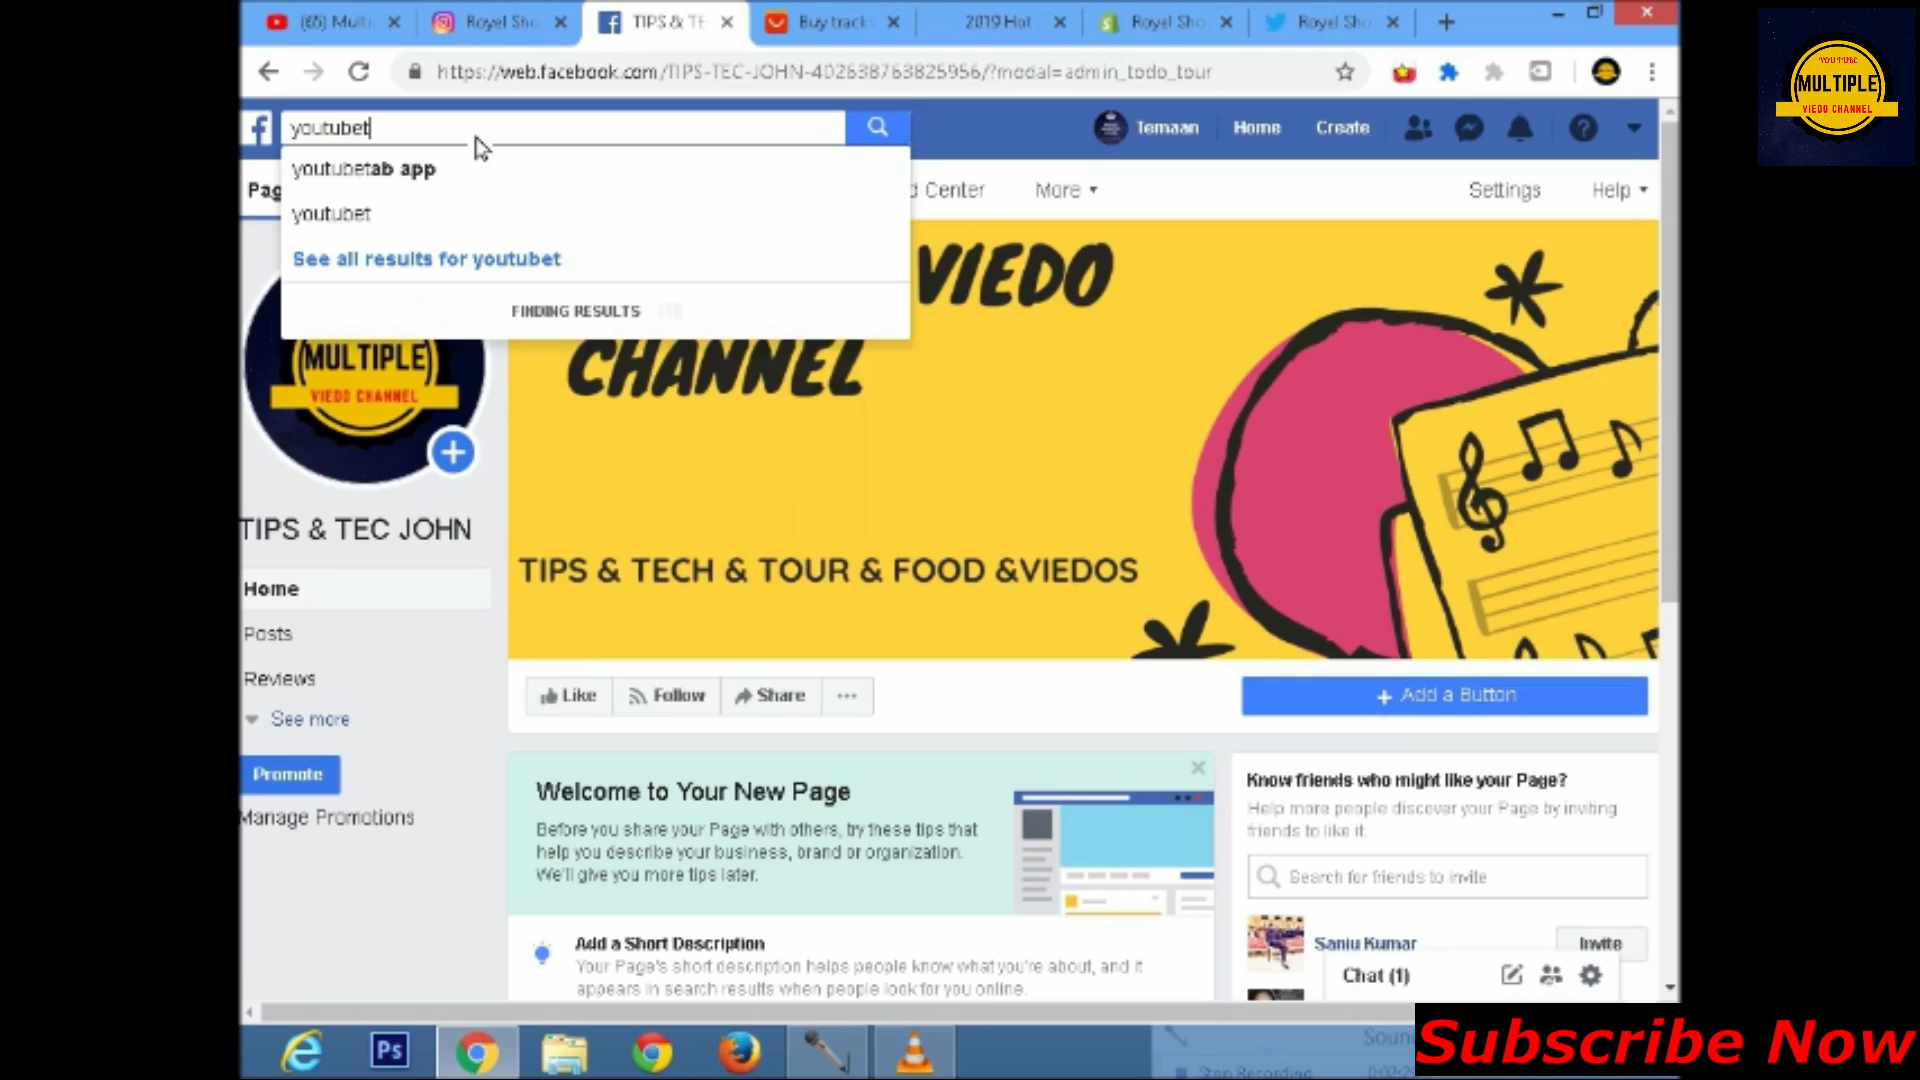 (65) Multi
Royel Sho
TIPS & TE
Buy track
2019 Hot
Royel Sho
Royel Sho
https://web.facebook.com/TIPS-TEC-JOHN-402638763825956/?modal=admin_todo_tour
YOUTUBE
MULTIPLE
VIEDO CHANNEL
youtubet
Temaan
Home
Create
youtubetab app
youtubet
See all results for youtubet
FINDING RESULTS
Pag
d Center
More
Settings
Help
VIEDO
CHANNEL
MULTIPLE
VIEDO CHANNEL
TIPS & TEC JOHN
TIPS & TECH & TOUR & FOOD &VIEDOS
Home
Posts
Reviews
See more
Promote
Manage Promotions
Like
Follow
Share
+ Add a Button
Welcome to Your New Page
Before you share your Page with others, try these tips that
help you describe your business, brand or organization.
We'll give you more tips later.
Add a Short Description
Your Page's short description helps people know what you're about, and it
appears in search results when people look for you online.
Know friends who might like your Page?
Help more people discover your Page by inviting
friends to like it.
Search for friends to invite
Saniu Kumar
Invite
Chat (1)
Ps
Soun
Stop Recording
Subscribe Now